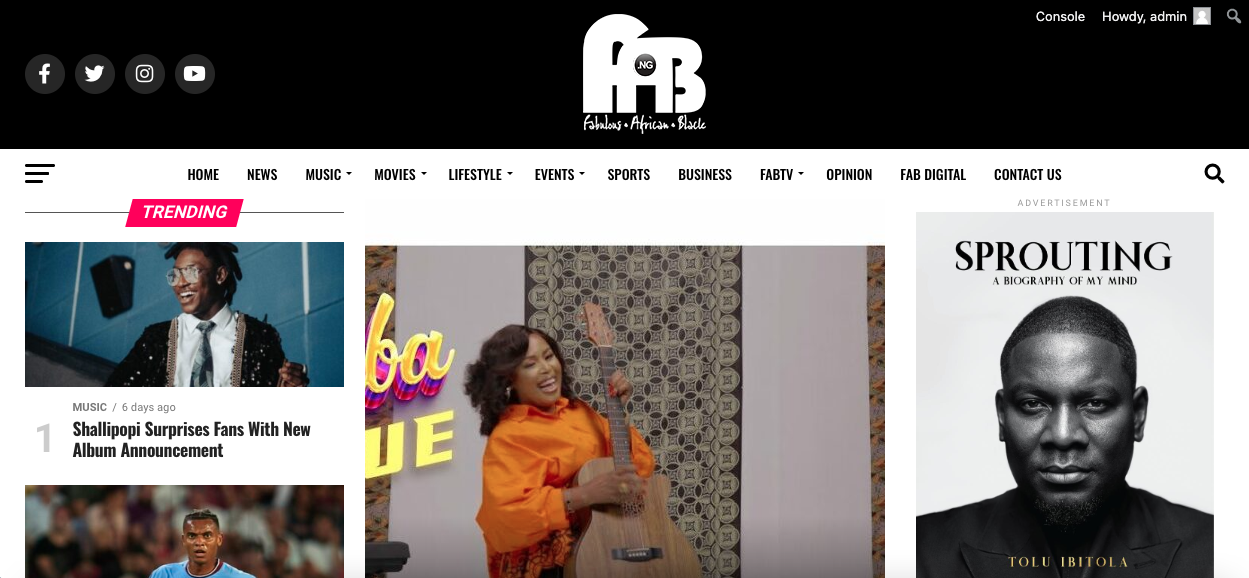 Console
Howdy, admin
.NG
FAB
Fabulous • African • Black
HOME
NEWS
MUSIC
MOVIES
LIFESTYLE
EVENTS
SPORTS
BUSINESS
FABTV
OPINION
FAB DIGITAL
CONTACT US
TRENDING
MUSIC / 6 days ago
1
Shallipopi Surprises Fans With New
Album Announcement
ba
UE
ADVERTISEMENT
SPROUTING
A BIOGRAPHY OF MY MIND
TOLU IBITOLA